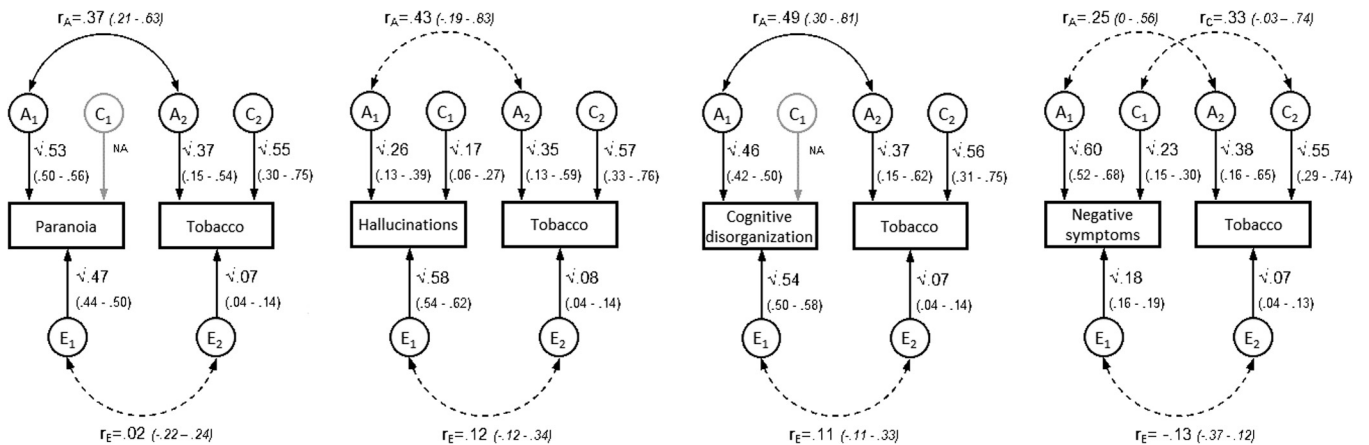 rA=.37 (.21 - .63)
A1
C1
A2
C2
√.53
(.50 - .56)
NA
√.37
(.15 - .54)
√.55
(.30 - .75)
Paranoia
Tobacco
√.47
(.44 - .50)
√.07
(.04 - .14)
E1
E2
rE=.02 (-.22 – .24)
rA=.43 (-.19 - .83)
A1
C1
A2
C2
√.26
(.13 - .39)
√.17
(.06 - .27)
√.35
(.13 - .59)
√.57
(.33 - .76)
Hallucinations
Tobacco
√.58
(.54 - .62)
√.08
(.04 - .14)
E1
E2
rE=.12 (-.12 - .34)
rA=.49 (.30 - .81)
A1
C1
A2
C2
√.46
(.42 - .50)
NA
√.37
(.15 - .62)
√.56
(.31 - .75)
Cognitive
disorganization
Tobacco
√.54
(.50 - .58)
√.07
(.04 - .14)
E1
E2
rE=.11 (-.11 - .33)
rA=.25 (0 - .56)
rC=.33 (-.03 – .74)
A1
C1
A2
C2
√.60
(.52 - .68)
√.23
(.15 - .30)
√.38
(.16 - .65)
√.55
(.29 - .74)
Negative
symptoms
Tobacco
√.18
(.16 - .19)
√.07
(.04 - .13)
E1
E2
rE= -.13 (-.37 - .12)